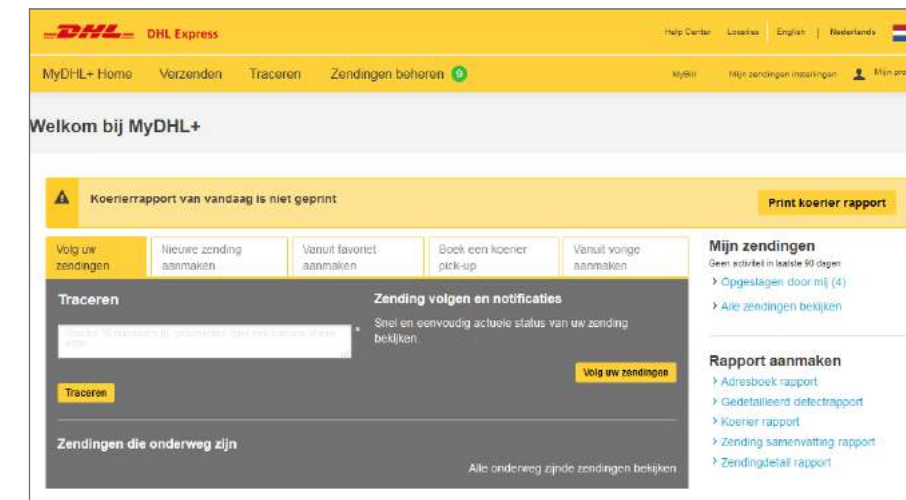 DHL DHL Express
Help Center Locaties English | Nederlands
MyDHL+ Home Verzenden Traceren Zendingen beheren 9
MyBill Mijn zendingen instellingen Mijn pro
Welkom bij MyDHL+
Koerierrapport van vandaag is niet geprint
Print koerier rapport
Volg uw
zendingen
Nieuwe zending
aanmaken
Vanuit favoriet
aanmaken
Boek een koerier
pick-up
Vanuit vorige
aanmaken
Traceren
*
Traceren
Zending volgen en notificaties
Snel en eenvoudig actuele status van uw zending
bekijken.
Volg uw zendingen
Zendingen die onderweg zijn
Alle onderweg zijnde zendingen bekijken
Mijn zendingen
Geen activiteit in laatste 90 dagen
Opgeslagen door mij (4)
Alle zendingen bekijken
Rapport aanmaken
Adresboek rapport
Gedetailleerd defectrapport
Koerier rapport
Zending samenvatting rapport
Zendingdetail rapport